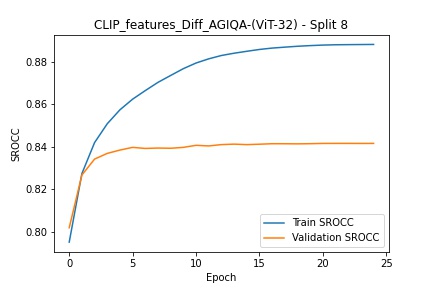 CLIP_features_Diff_AGIQA-(ViT-32) - Split 8
SROCC
0.88
0.86
0.84
0.82
0.80
Train SROCC
Validation SROCC
0 5 10 15 20 25
Epoch